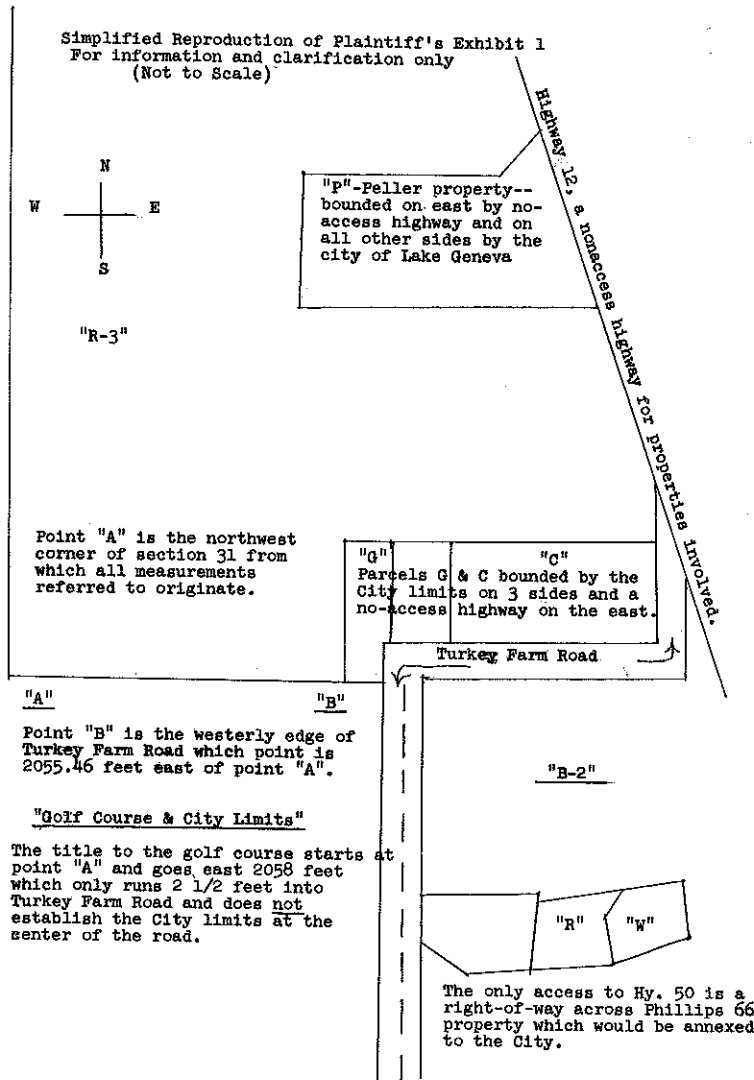 Simplified Reproduction of Plaintiff's Exhibit 1
For information and clarification only
(Not to Scale)
Highway 12, a nonaccess highway for properties involved.
N
W E
S
"P"-Peller property--
bounded on east by no-
access highway and on
all other sides by the
city of Lake Geneva
"R-3"
Point "A" is the northwest
corner of section 31 from
which all measurements
referred to originate.
"G" "C"
Parcels G & C bounded by the
City limits on 3 sides and a
no-access highway on the east.
Turkey Farm Road
"A" "B"
Point "B" is the westerly edge of
Turkey Farm Road which point is
2055.46 feet east of point "A".
"B-2"
"Golf Course & City Limits"
The title to the golf course starts at
point "A" and goes east 2058 feet
which only runs 2 1/2 feet into
Turkey Farm Road and does not
establish the City limits at the
center of the road.
"R" "W"
The only access to Hy. 50 is a
right-of-way across Phillips 66
property which would be annexed
to the City.